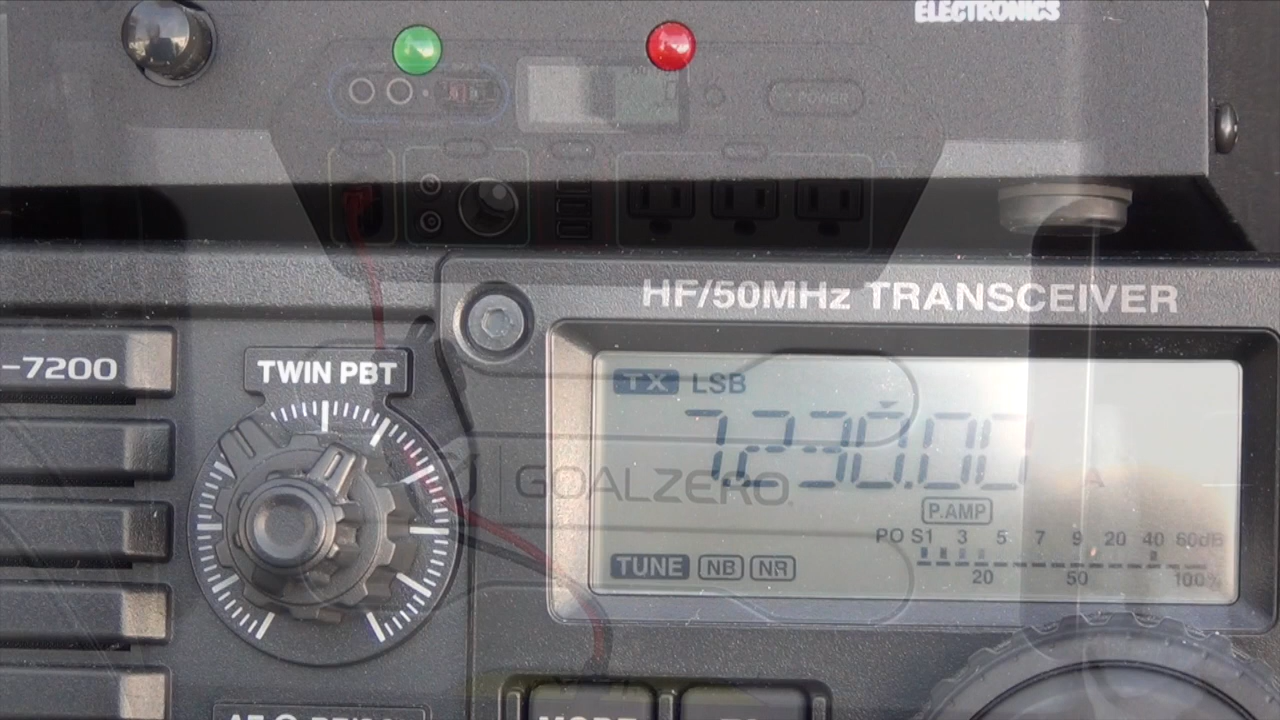 ELECTRONICS
POWER
HF/50MHz TRANSCEIVER
-7200
TWIN PBT
TX LSB
7.230.00
A
GOALZERO
P.AMP
PO S1 3 5 7 9 20 40 60dB
TUNE NB NR
20 50 100%
MODE